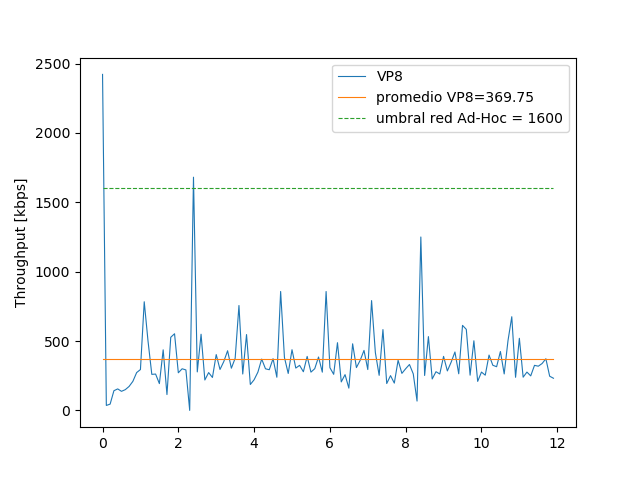 VP8
promedio VP8=369.75
umbral red Ad-Hoc = 1600
Throughput [kbps]
2500
2000
1500
1000
500
0
0 2 4 6 8 10 12